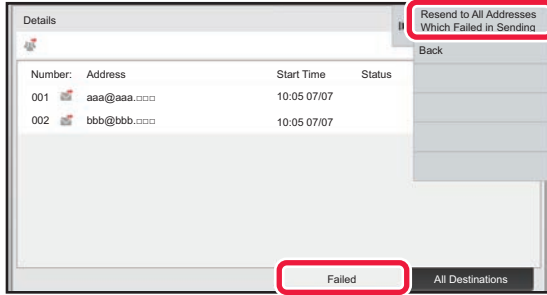 Details
Resend to All Addresses
Which Failed in Sending
Back
Number: Address Start Time Status
001 aaa@aaa.□□□ 10:05 07/07
002 bbb@bbb.□□□ 10:05 07/07
Failed All Destinations